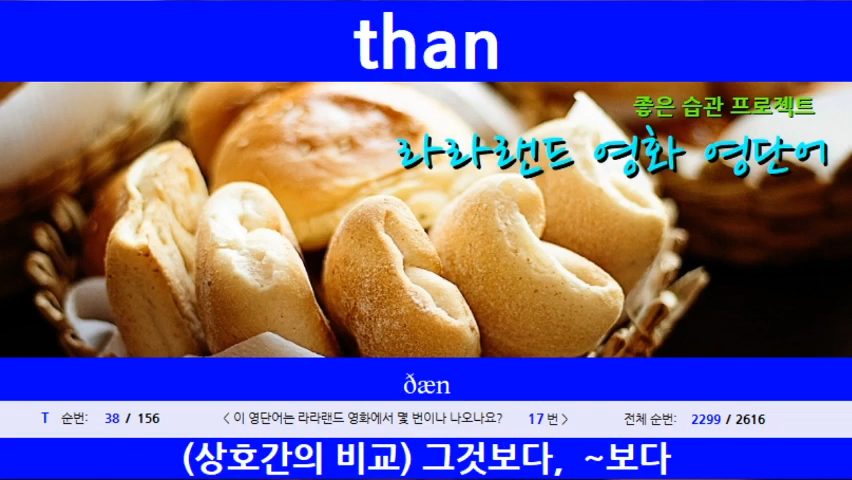 than
좋은 습관 프로젝트
라라랜드 영화 영단어
ðæn
T 순번: 38 / 156 < 이 영단어는 라라랜드 영화에서 몇 번이나 나오나요? 17 번 > 전체 순번: 2299 / 2616
(상호간의 비교) 그것보다, ~보다